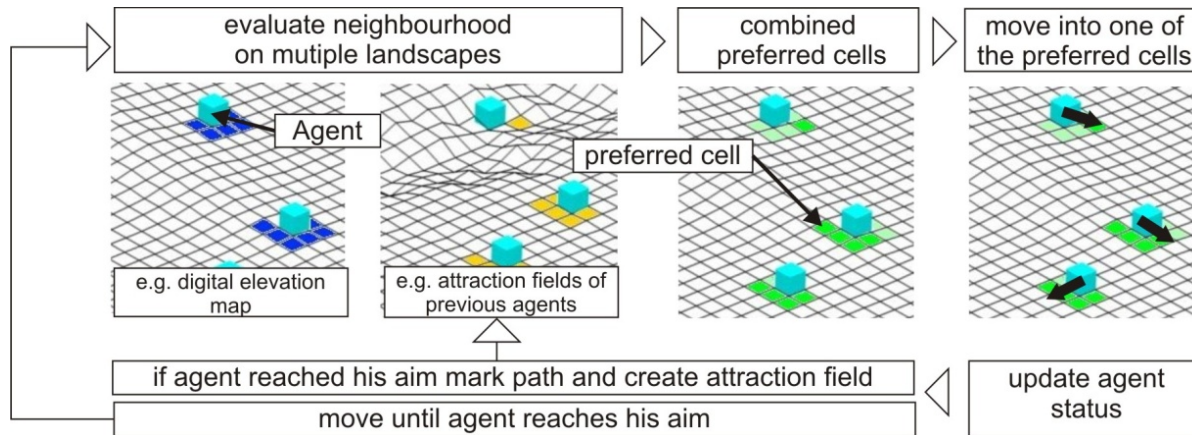 evaluate neighbourhood
on mutiple landscapes
combined
preferred cells
move into one of
the preferred cells
Agent
preferred cell
e.g. digital elevation
map
e.g. attraction fields of
previous agents
if agent reached his aim mark path and create attraction field
move until agent reaches his aim
update agent
status